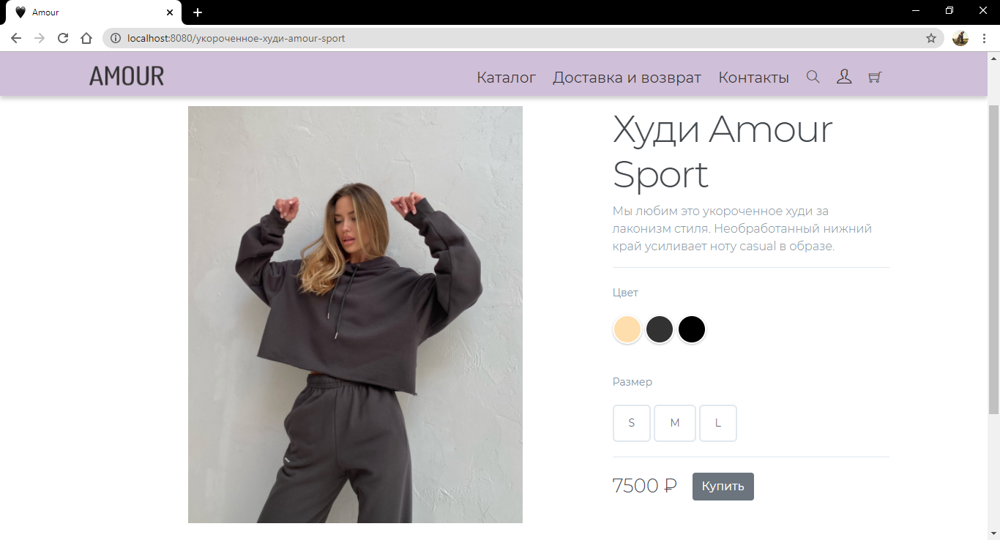 Amour
localhost:8080/укороченное-худи-amour-sport
AMOUR
Каталог Доставка и возврат Контакты
Худи Amour
Sport
Мы любим это укороченное худи за
лаконизм стиля. Необработанный нижний
край усиливает ноту casual в образе.
Цвет
Размер
S M L
7500 ₽ Купить